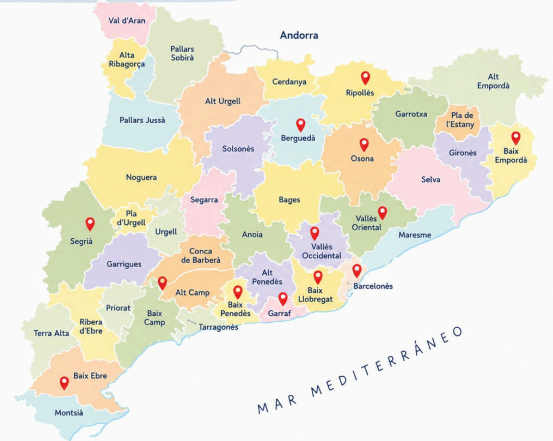 Val d'Aran
Andorra
Pallars
Sobirà
Alta
Ribagorça
Cerdanya
Ripollès
Alt
Empordà
Alt Urgell
Garrotxa
Pla de
l'Estany
Pallars Jussà
Berguedà
Solsonès
Osona
Gironès
Baix
Empordà
Noguera
Selva
Segarra
Bages
Pla
d'Urgell
Urgell
Segrià
Anoia
Vallès
Oriental
Maresme
Vallès
Occidental
Conca
de Barberà
Garrigues
Alt
Penedès
Barcelonès
Alt Camp
Baix
Llobregat
Baix
Penedès
Garraf
Priorat
Baix
Camp
Tarragonès
Ribera
d'Ebre
Terra Alta
Baix Ebre
Montsià
MAR MEDITERRÁNEO